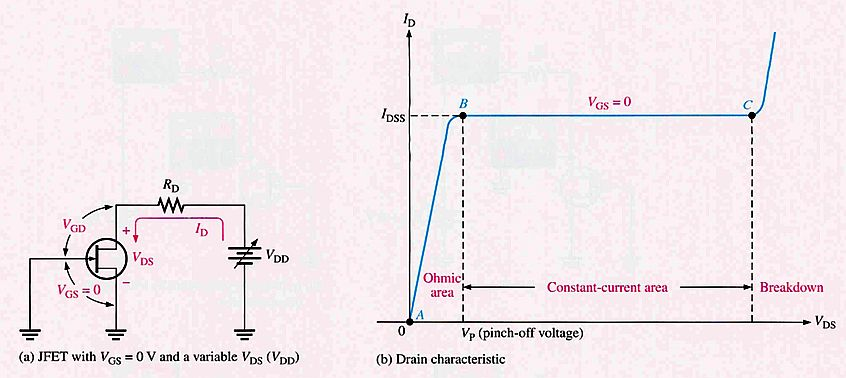 R_D
V_GD
+
I_D
V_DS
V_DD
V_GS = 0
−
(a) JFET with V_GS = 0 V and a variable V_DS (V_DD)
I_D
B
V_GS = 0
C
I_DSS
Ohmic
area
Constant-current area
Breakdown
A
0
V_P (pinch-off voltage)
V_DS
(b) Drain characteristic